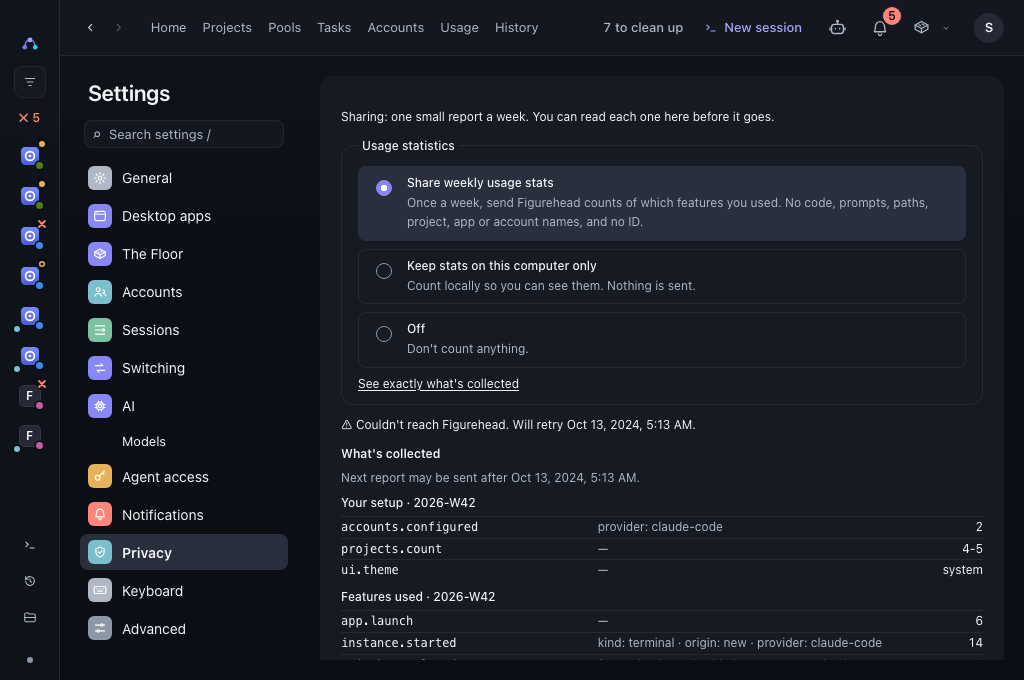 Home Projects Pools Tasks Accounts Usage History 7 to clean up New session 5 S
5
F
F
Settings
Search settings /
General
Desktop apps
The Floor
Accounts
Sessions
Switching
AI
Models
Agent access
Notifications
Privacy
Keyboard
Advanced
Sharing: one small report a week. You can read each one here before it goes.
Usage statistics
Share weekly usage stats
Once a week, send Figurehead counts of which features you used. No code, prompts, paths,
project, app or account names, and no ID.
Keep stats on this computer only
Count locally so you can see them. Nothing is sent.
Off
Don't count anything.
See exactly what's collected
Couldn't reach Figurehead. Will retry Oct 13, 2024, 5:13 AM.
What's collected
Next report may be sent after Oct 13, 2024, 5:13 AM.
Your setup · 2026-W42
accounts.configured provider: claude-code 2
projects.count — 4-5
ui.theme — system
Features used · 2026-W42
app.launch — 6
instance.started kind: terminal · origin: new · provider: claude-code 14